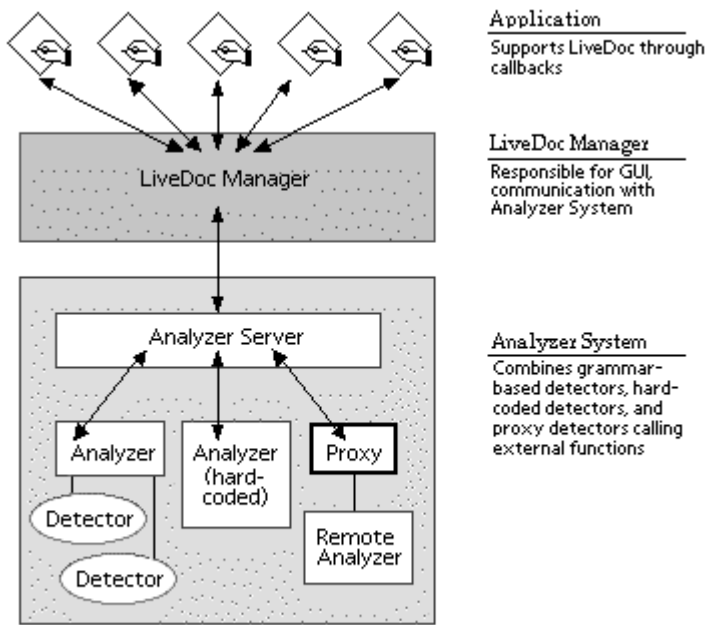 Application
Supports LiveDoc through
callbacks
LiveDoc Manager
LiveDoc Manager
Responsible for GUI,
communication with
Analyzer System
Analyzer Server
Analyzer System
Combines grammar-
based detectors, hard-
coded detectors, and
proxy detectors calling
external functions
Analyzer
Analyzer
(hard-
coded)
Proxy
Detector
Detector
Remote
Analyzer